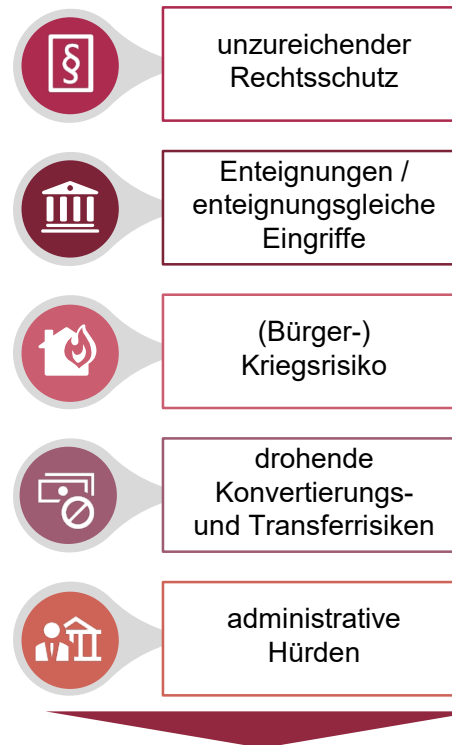 §
unzureichender
Rechtsschutz
Enteignungen /
enteignungsgleiche
Eingriffe
(Bürger-)
Kriegsrisiko
drohende
Konvertierungs-
und Transferrisiken
administrative
Hürden